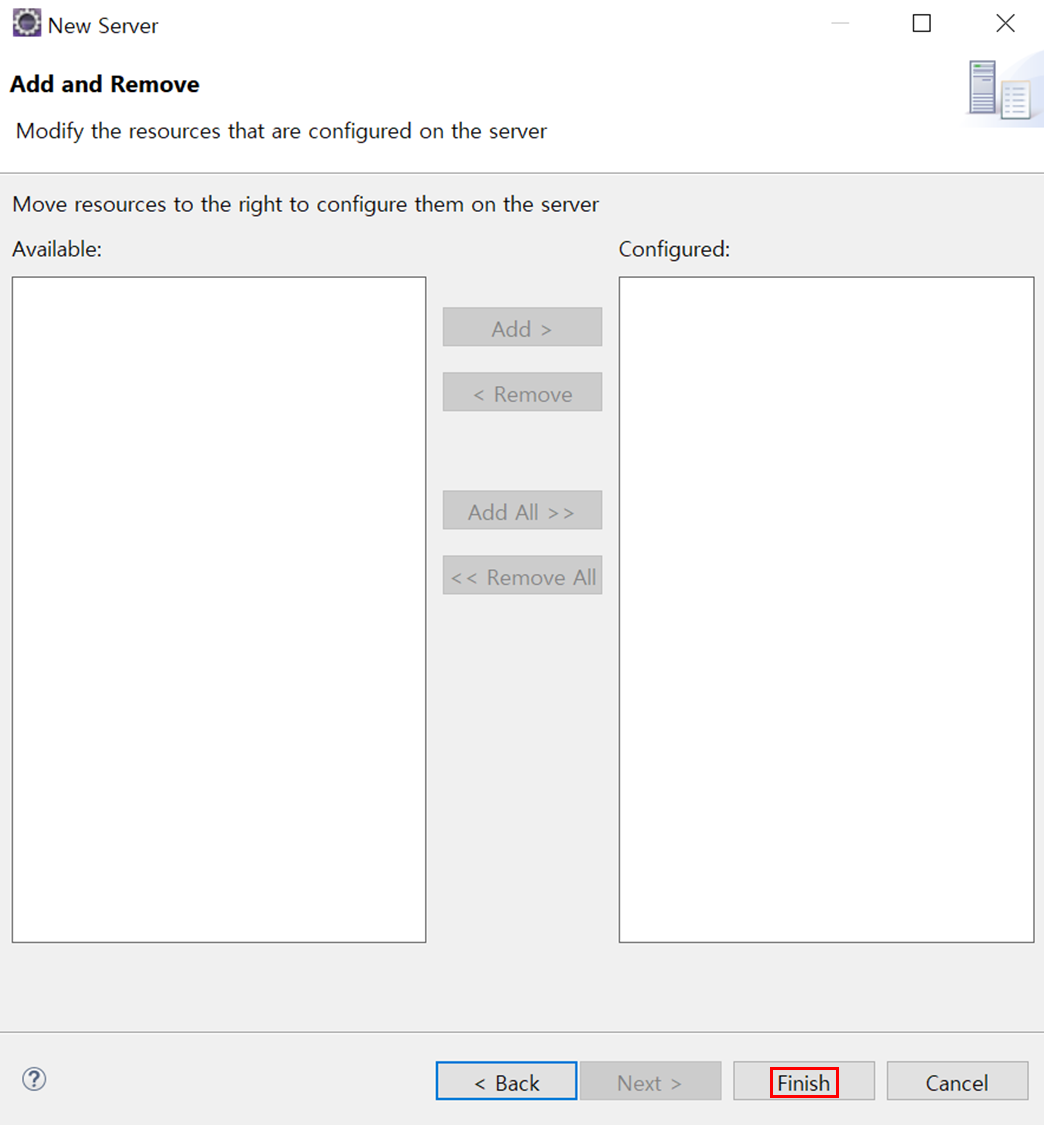 New Server
Add and Remove
Modify the resources that are configured on the server
Move resources to the right to configure them on the server
Available:
Configured:
Add >
< Remove
Add All >>
<< Remove All
?
< Back
Next >
Finish
Cancel